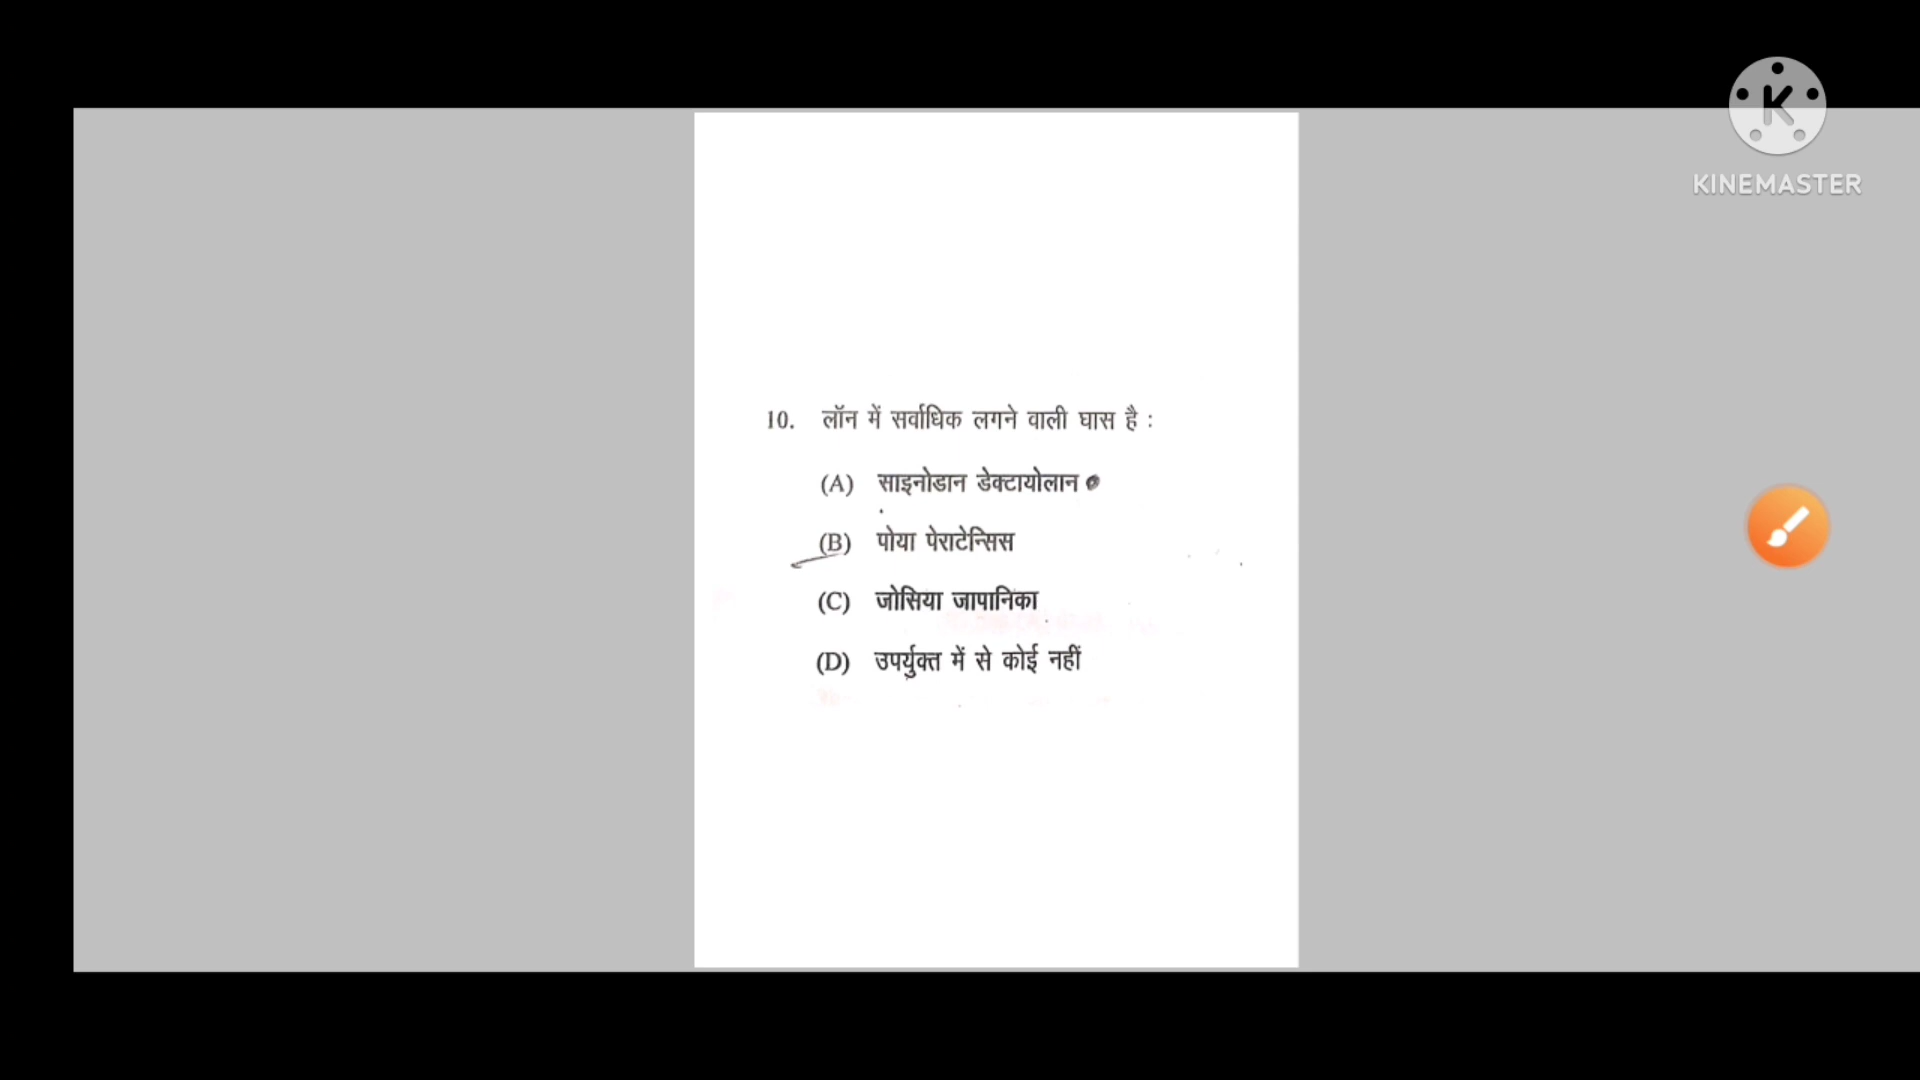 KINEMASTER
10. लॉन में सर्वाधिक लगने वाली घास है :
(A) साइनोडान डेक्टायोलान
(B) पोया पेराटेन्सिस
(C) जोसिया जापानिका
(D) उपर्युक्त में से कोई नहीं